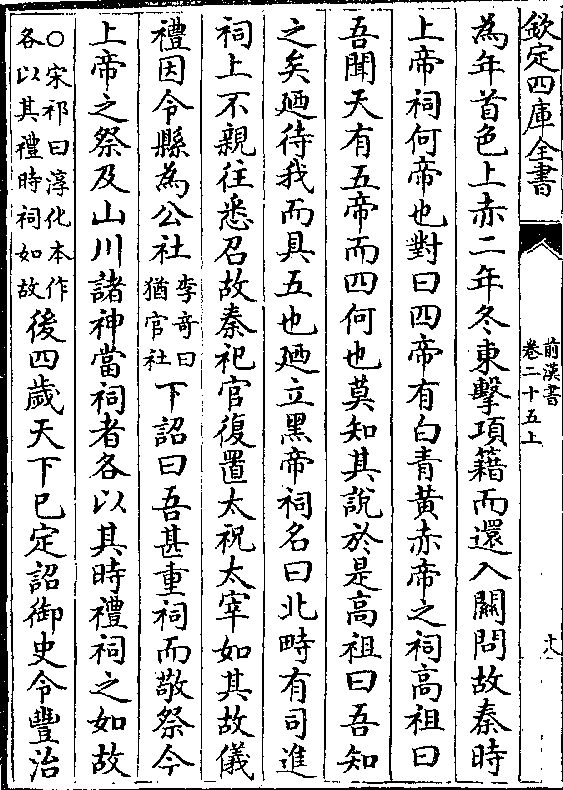 欽定四庫全書
前漢書
卷二十五上
為年首色上赤二年冬東擊項籍而還入關問故秦時
上帝祠何帝也對曰四帝有白青黃赤帝之祠高祖曰
吾聞天有五帝而四何也莫知其說於是高祖曰吾知
之矣廼待我而具五也廼立黑帝祠名曰北畤有司進
祠上不親往悉召故秦祀官復置太祝太宰如其故儀
禮因令縣為公社李奇曰猶官社下詔曰吾甚重祠而敬祭今
上帝之祭及山川諸神當祠者各以其時禮祠之如故
○宋祁曰淳化本作各以其禮時祠如故後四歲天下已定詔御史令豐治